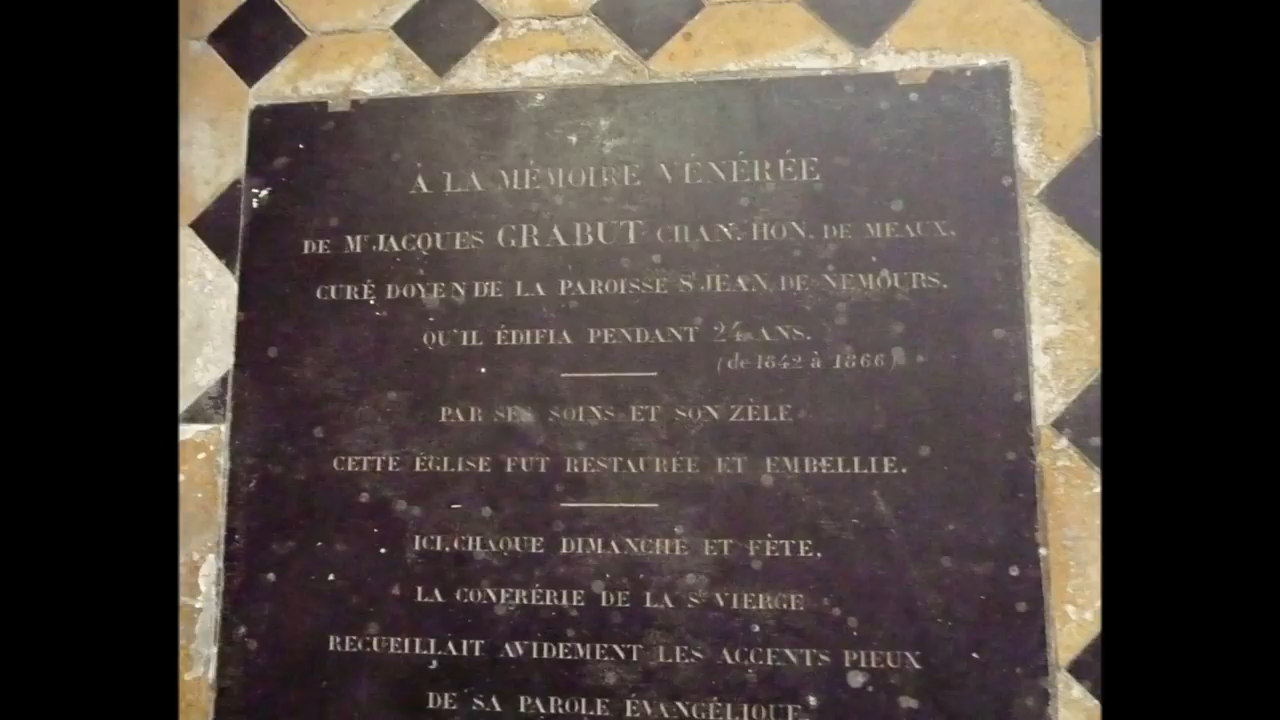 À LA MÉMOIRE VÉNÉRÉE
DE Mr JACQUES GRABUT CHAN. HON. DE MEAUX,
CURÉ DOYEN DE LA PAROISSE St JEAN DE NEMOURS,
QU'IL ÉDIFIA PENDANT 24 ANS.
(de 1842 à 1866)
PAR SES SOINS ET SON ZÈLE
CETTE ÉGLISE FUT RESTAURÉE ET EMBELLIE.
ICI, CHAQUE DIMANCHE ET FÊTE,
LA CONFRÉRIE DE LA Ste VIERGE
RECUEILLAIT AVIDEMENT LES ACCENTS PIEUX
DE SA PAROLE ÉVANGÉLIQUE.